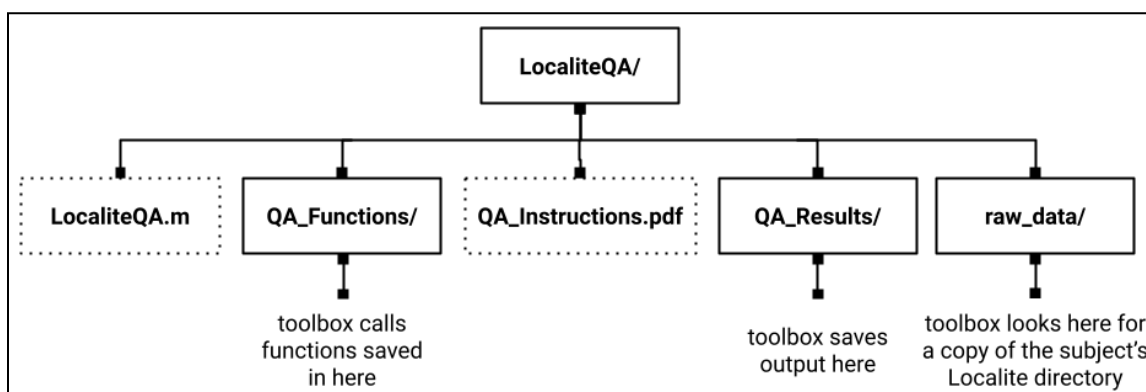 LocaliteQA/
LocaliteQA.m
QA_Functions/
QA_Instructions.pdf
QA_Results/
raw_data/
toolbox calls
functions saved
in here
toolbox saves
output here
toolbox looks here for
a copy of the subject's
Localite directory